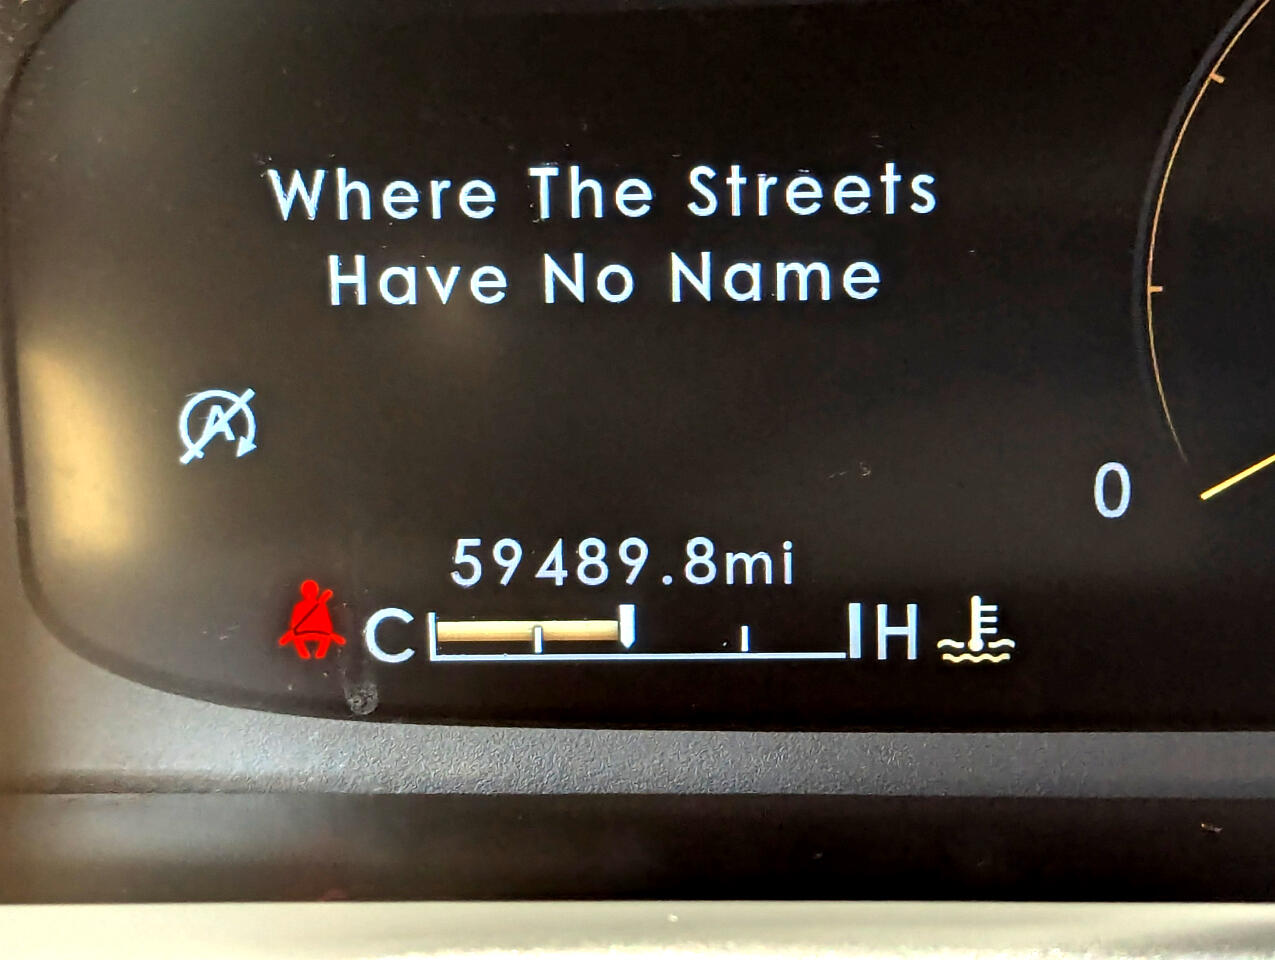 Where The Streets
Have No Name
A
0
59489.8mi
C H